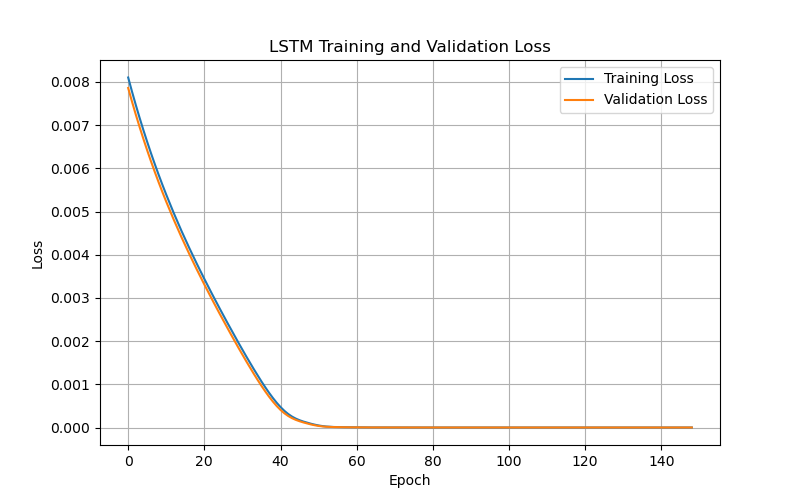 LSTM Training and Validation Loss
Training Loss
Validation Loss
0.008
0.007
0.006
0.005
0.004
0.003
0.002
0.001
0.000
Loss
0 20 40 60 80 100 120 140
Epoch